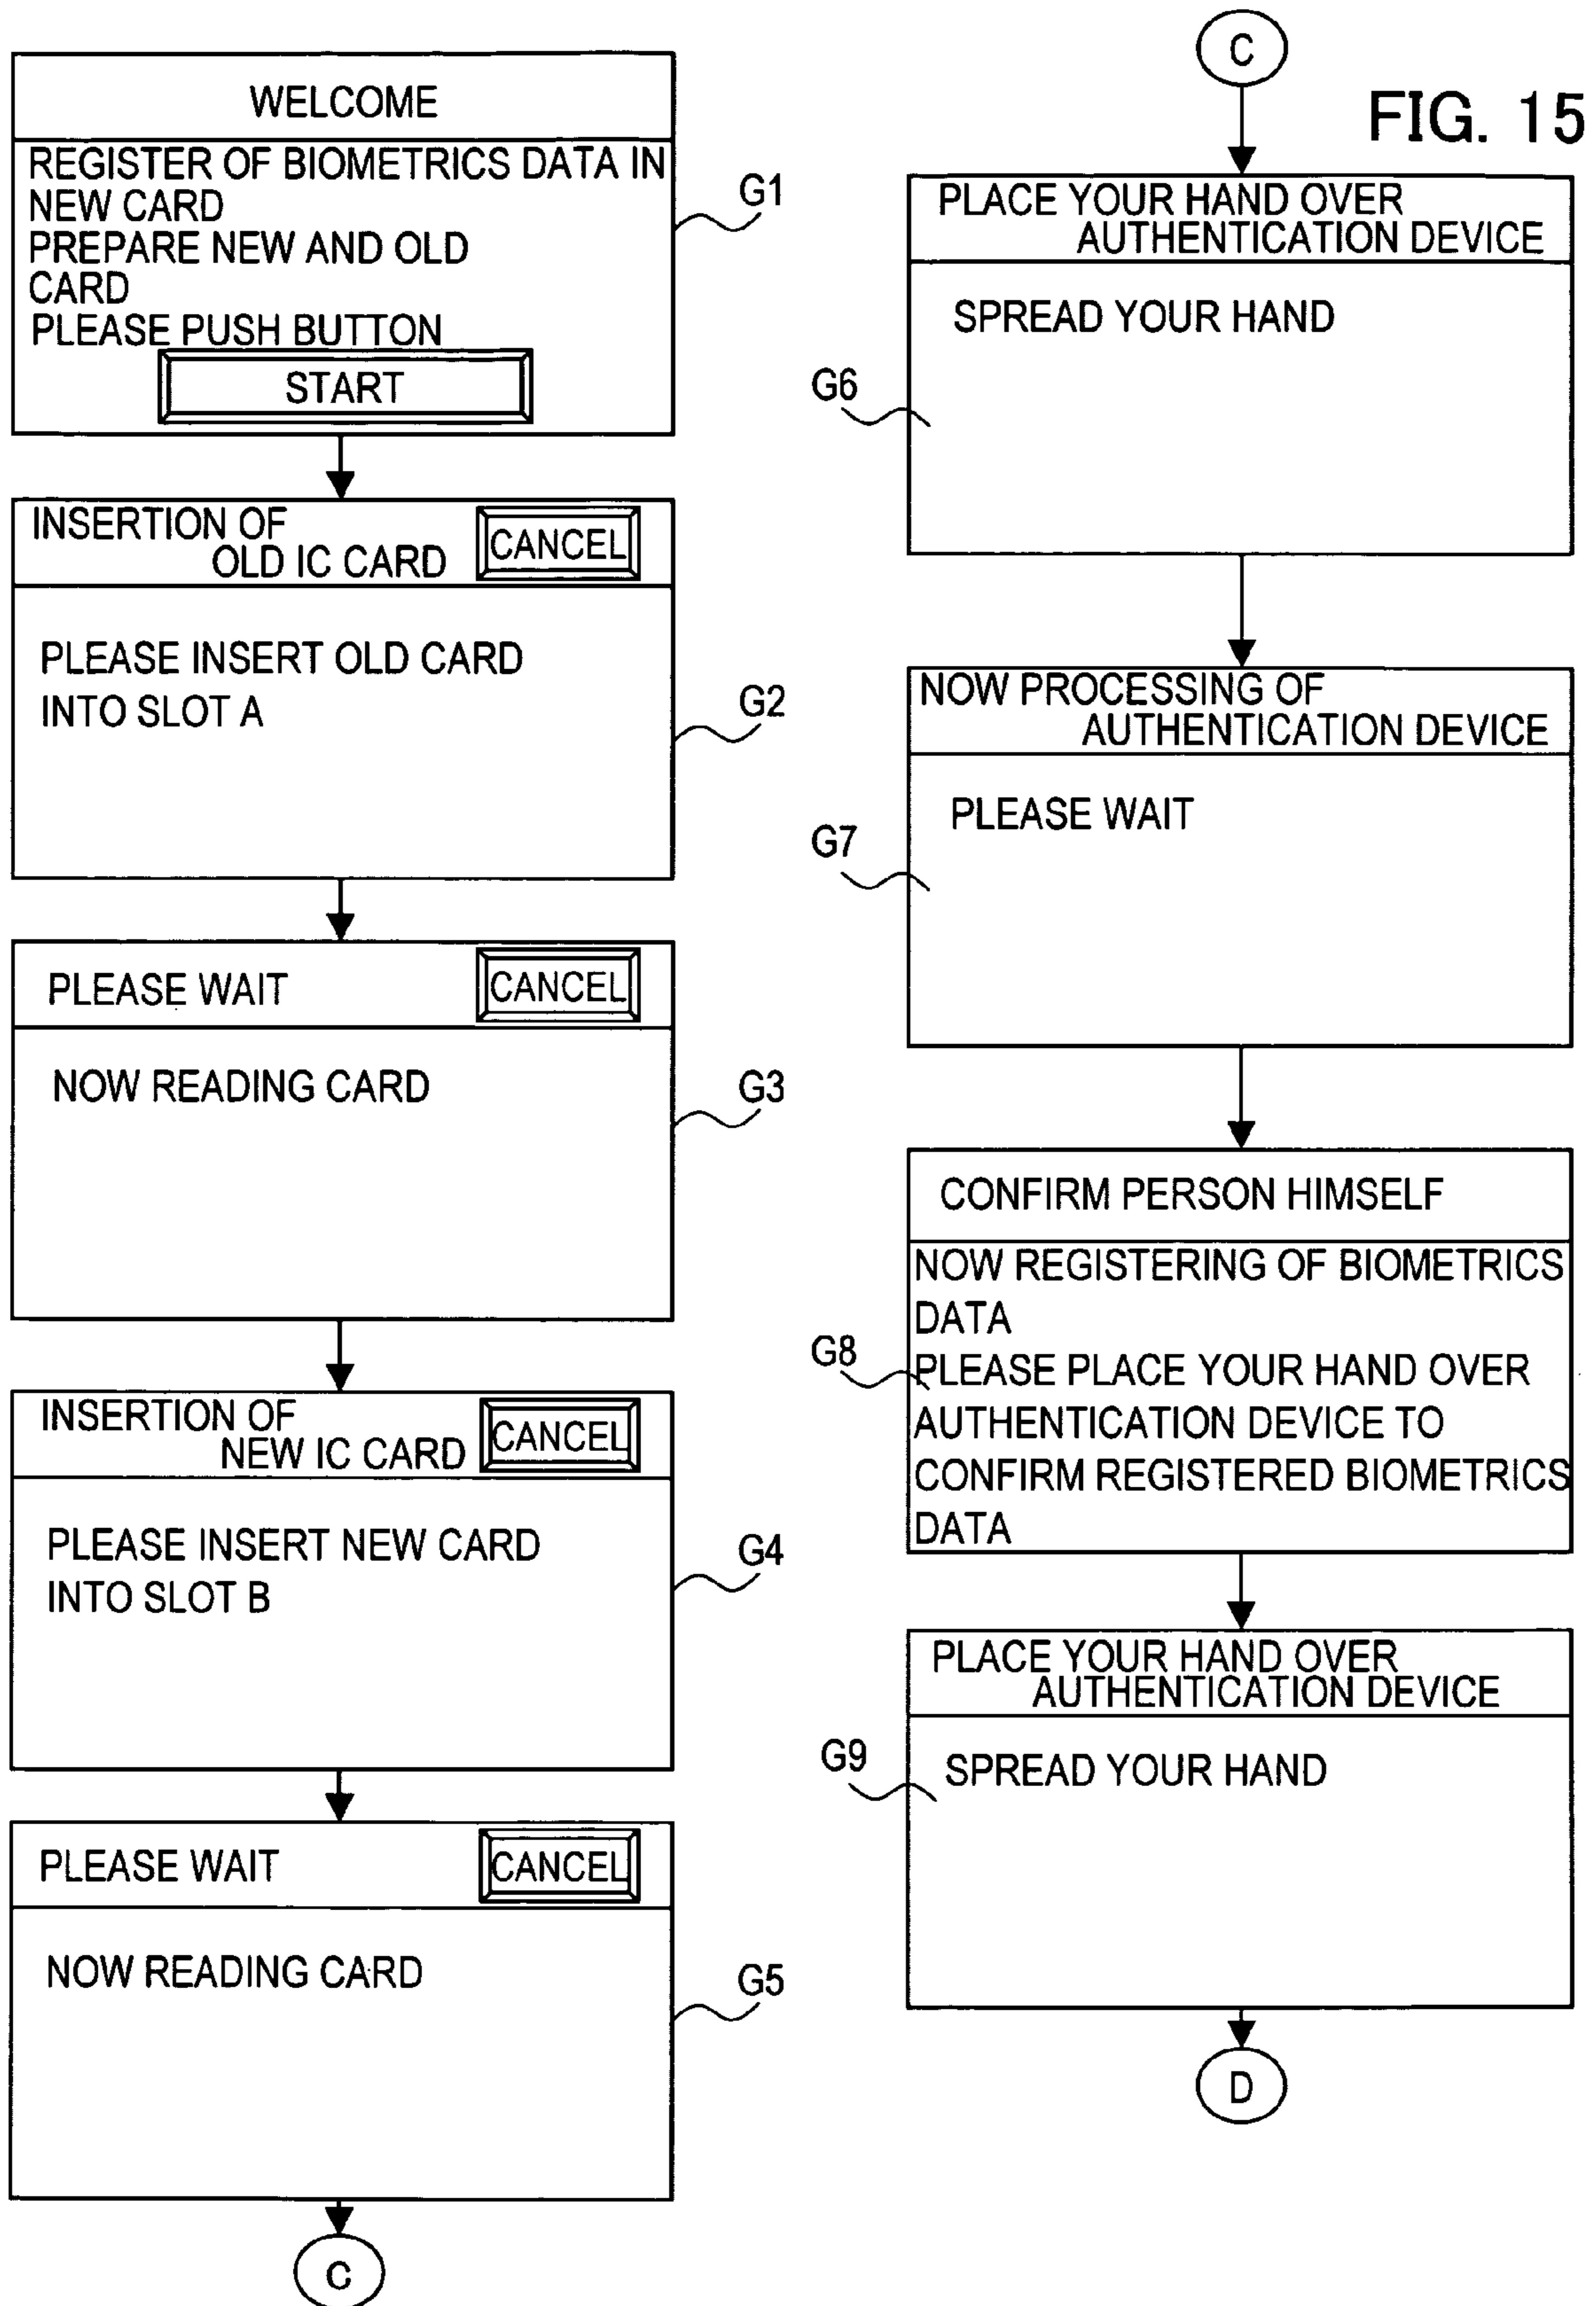 FIG. 15
WELCOME
REGISTER OF BIOMETRICS DATA IN
NEW CARD
PREPARE NEW AND OLD
CARD
PLEASE PUSH BUTTON
START
G1
INSERTION OF
OLD IC CARD
CANCEL
PLEASE INSERT OLD CARD
INTO SLOT A
G2
PLEASE WAIT
CANCEL
NOW READING CARD
G3
INSERTION OF
NEW IC CARD
CANCEL
PLEASE INSERT NEW CARD
INTO SLOT B
G4
PLEASE WAIT
CANCEL
NOW READING CARD
G5
C
C
PLACE YOUR HAND OVER
AUTHENTICATION DEVICE
SPREAD YOUR HAND
G6
NOW PROCESSING OF
AUTHENTICATION DEVICE
PLEASE WAIT
G7
CONFIRM PERSON HIMSELF
NOW REGISTERING OF BIOMETRICS
DATA
PLEASE PLACE YOUR HAND OVER
AUTHENTICATION DEVICE TO
CONFIRM REGISTERED BIOMETRICS
DATA
G8
PLACE YOUR HAND OVER
AUTHENTICATION DEVICE
SPREAD YOUR HAND
G9
D